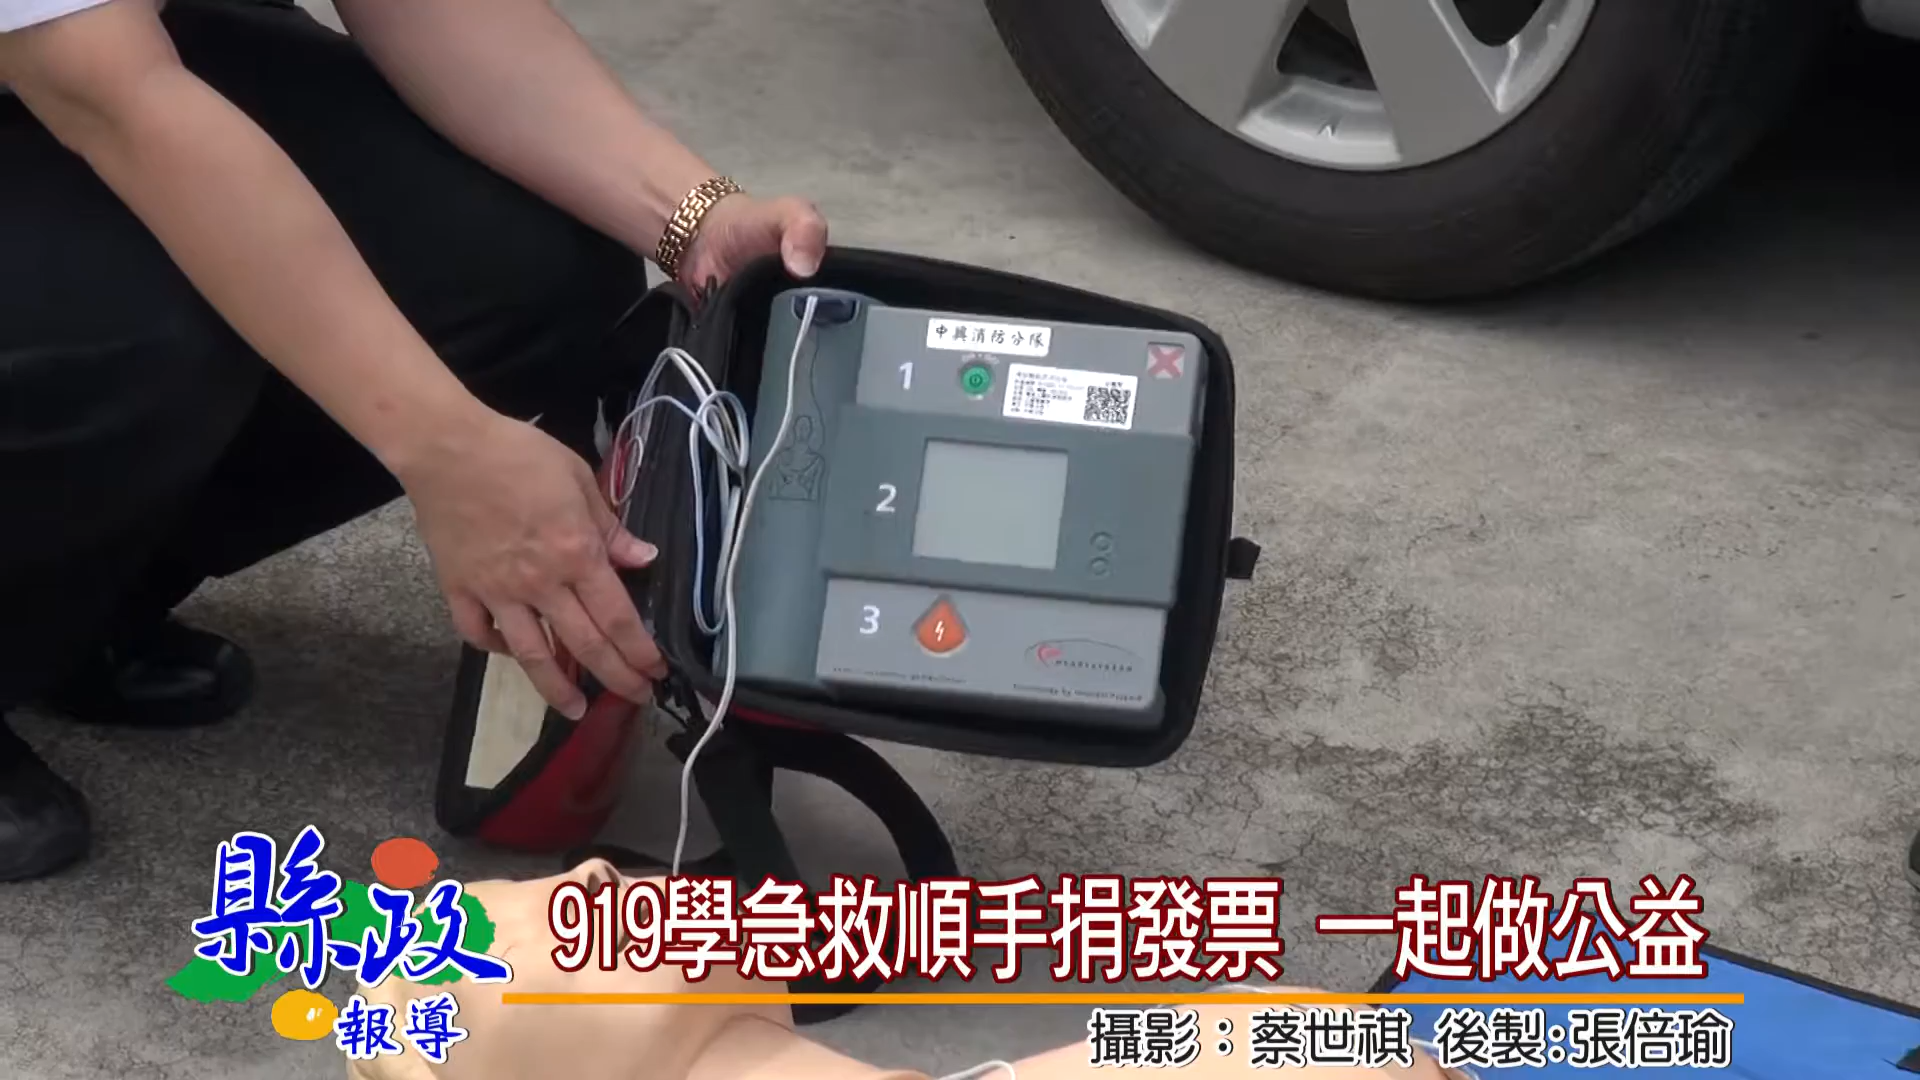 中興消防分隊
1
2
3
縣政
報導
919學急救順手捐發票 一起做公益
攝影：蔡世祺 後製:張倍瑜